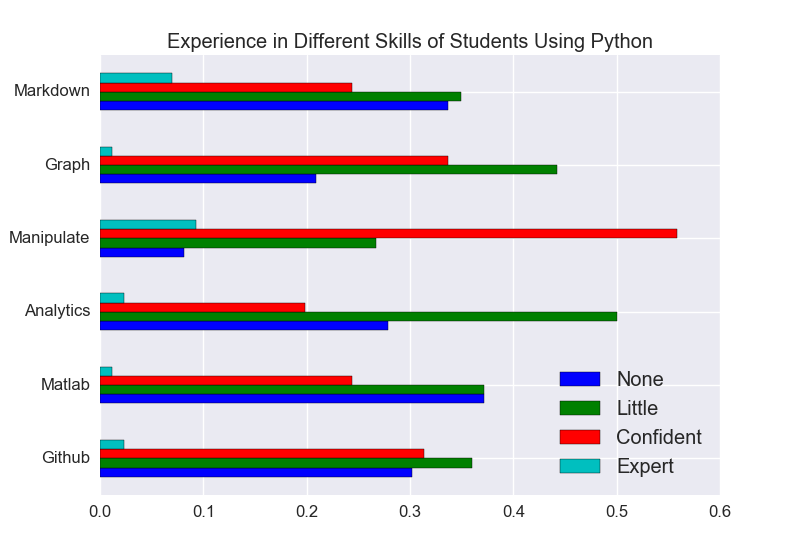 Experience in Different Skills of Students Using Python
Markdown
Graph
Manipulate
Analytics
Matlab
Github
None
Little
Confident
Expert
0.0 0.1 0.2 0.3 0.4 0.5 0.6